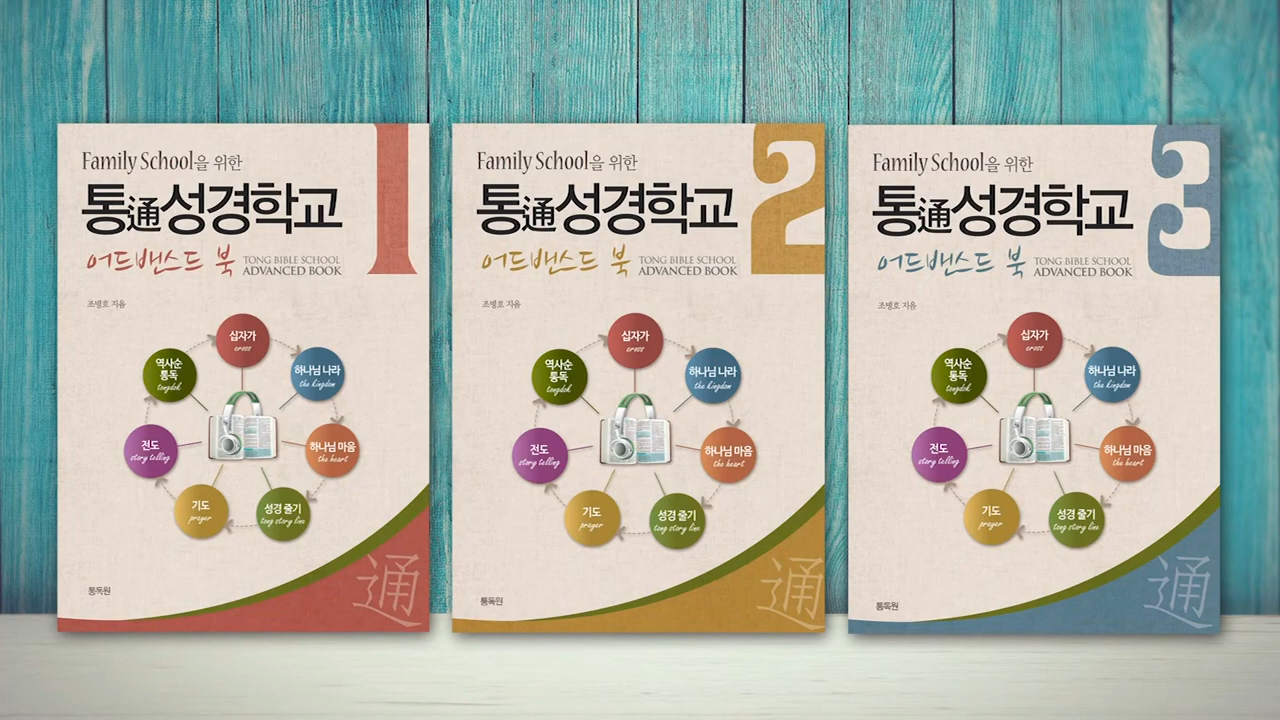 Family School을 위한
통通성경학교
어드밴스드 북
TONG BIBLE SCHOOL
ADVANCED BOOK
1
조병호 지음
십자가
cross
하나님 나라
the kingdom
하나님 마음
the heart
성경 줄기
tong story line
기도
prayer
전도
story telling
역사순
통독
tongdok
통독원
通
Family School을 위한
통通성경학교
어드밴스드 북
TONG BIBLE SCHOOL
ADVANCED BOOK
2
조병호 지음
십자가
cross
하나님 나라
the kingdom
하나님 마음
the heart
성경 줄기
tong story line
기도
prayer
전도
story telling
역사순
통독
tongdok
통독원
通
Family School을 위한
통通성경학교
어드밴스드 북
TONG BIBLE SCHOOL
ADVANCED BOOK
3
조병호 지음
십자가
cross
하나님 나라
the kingdom
하나님 마음
the heart
성경 줄기
tong story line
기도
prayer
전도
story telling
역사순
통독
tongdok
통독원
通